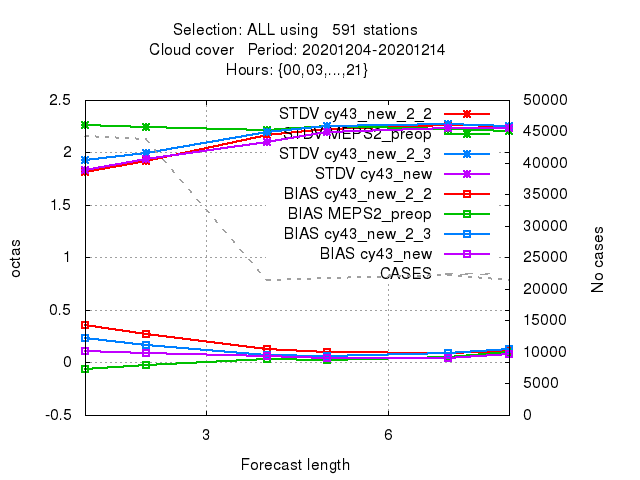 Selection: ALL using   591 stations
Cloud cover   Period: 20201204-20201214
Hours: {00,03,...,21}
2.5
2
1.5
1
0.5
0
-0.5
octas
STDV cy43_new_2_2
STDV MEPS2_preop
STDV cy43_new_2_3
STDV cy43_new
BIAS cy43_new_2_2
BIAS MEPS2_preop
BIAS cy43_new_2_3
BIAS cy43_new
CASES
50000
45000
40000
35000
30000
25000
20000
15000
10000
5000
0
No cases
3
6
Forecast length